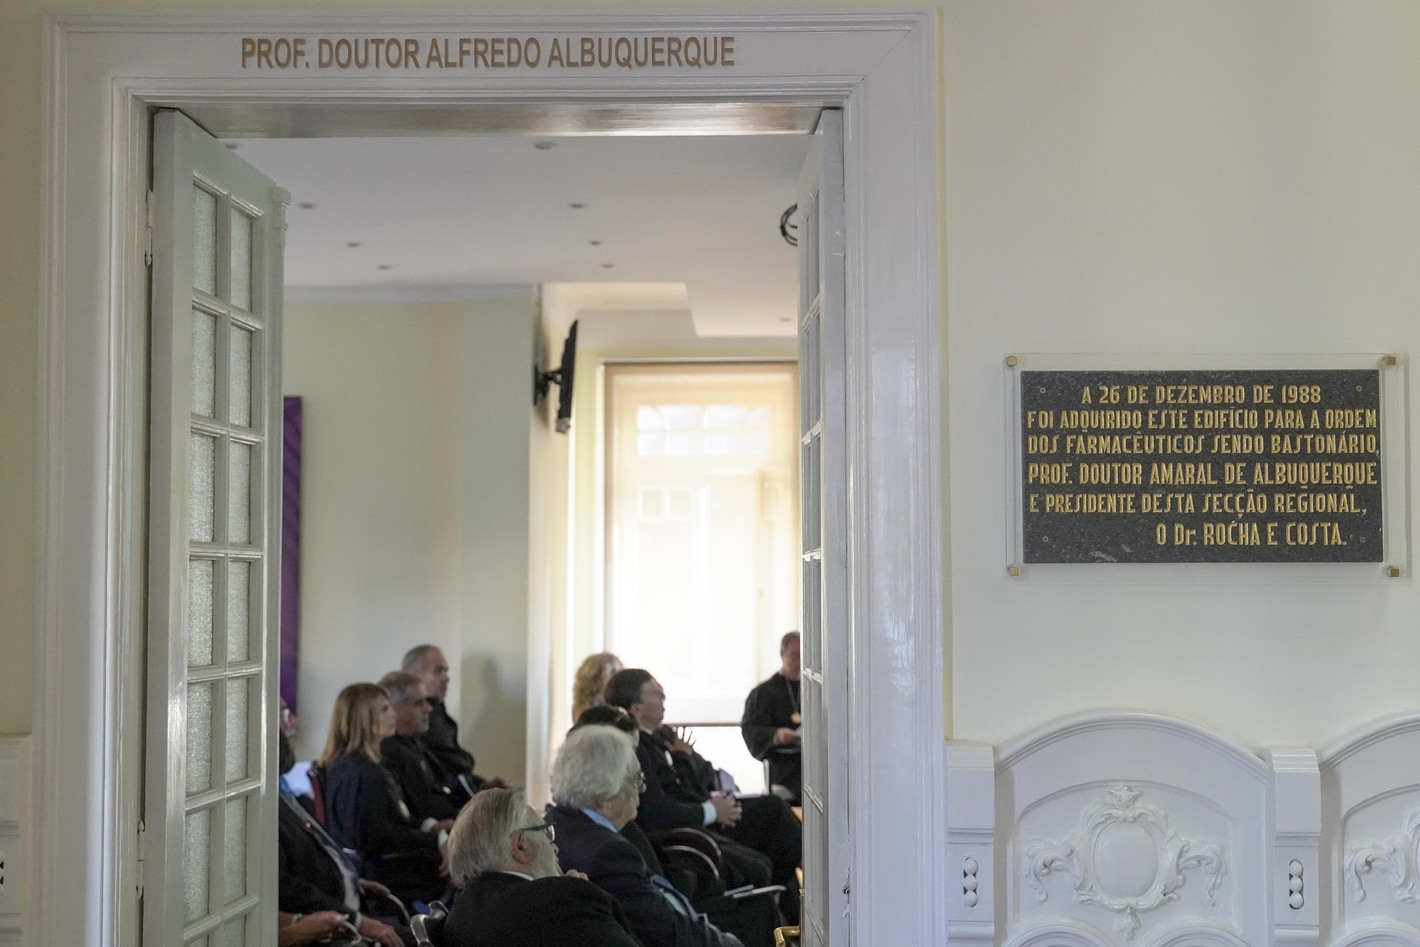 PROF. DOUTOR ALFREDO ALBUQUERQUE
A 26 DE DEZEMBRO DE 1988
FOI ADQUIRIDO ESTE EDIFÍCIO PARA A ORDEM
DOS FARMACÊUTICOS SENDO BASTONÁRIO,
PROF. DOUTOR AMARAL DE ALBUQUERQUE
E PRESIDENTE DESTA SECÇÃO REGIONAL,
O Dr. ROCHA E COSTA.